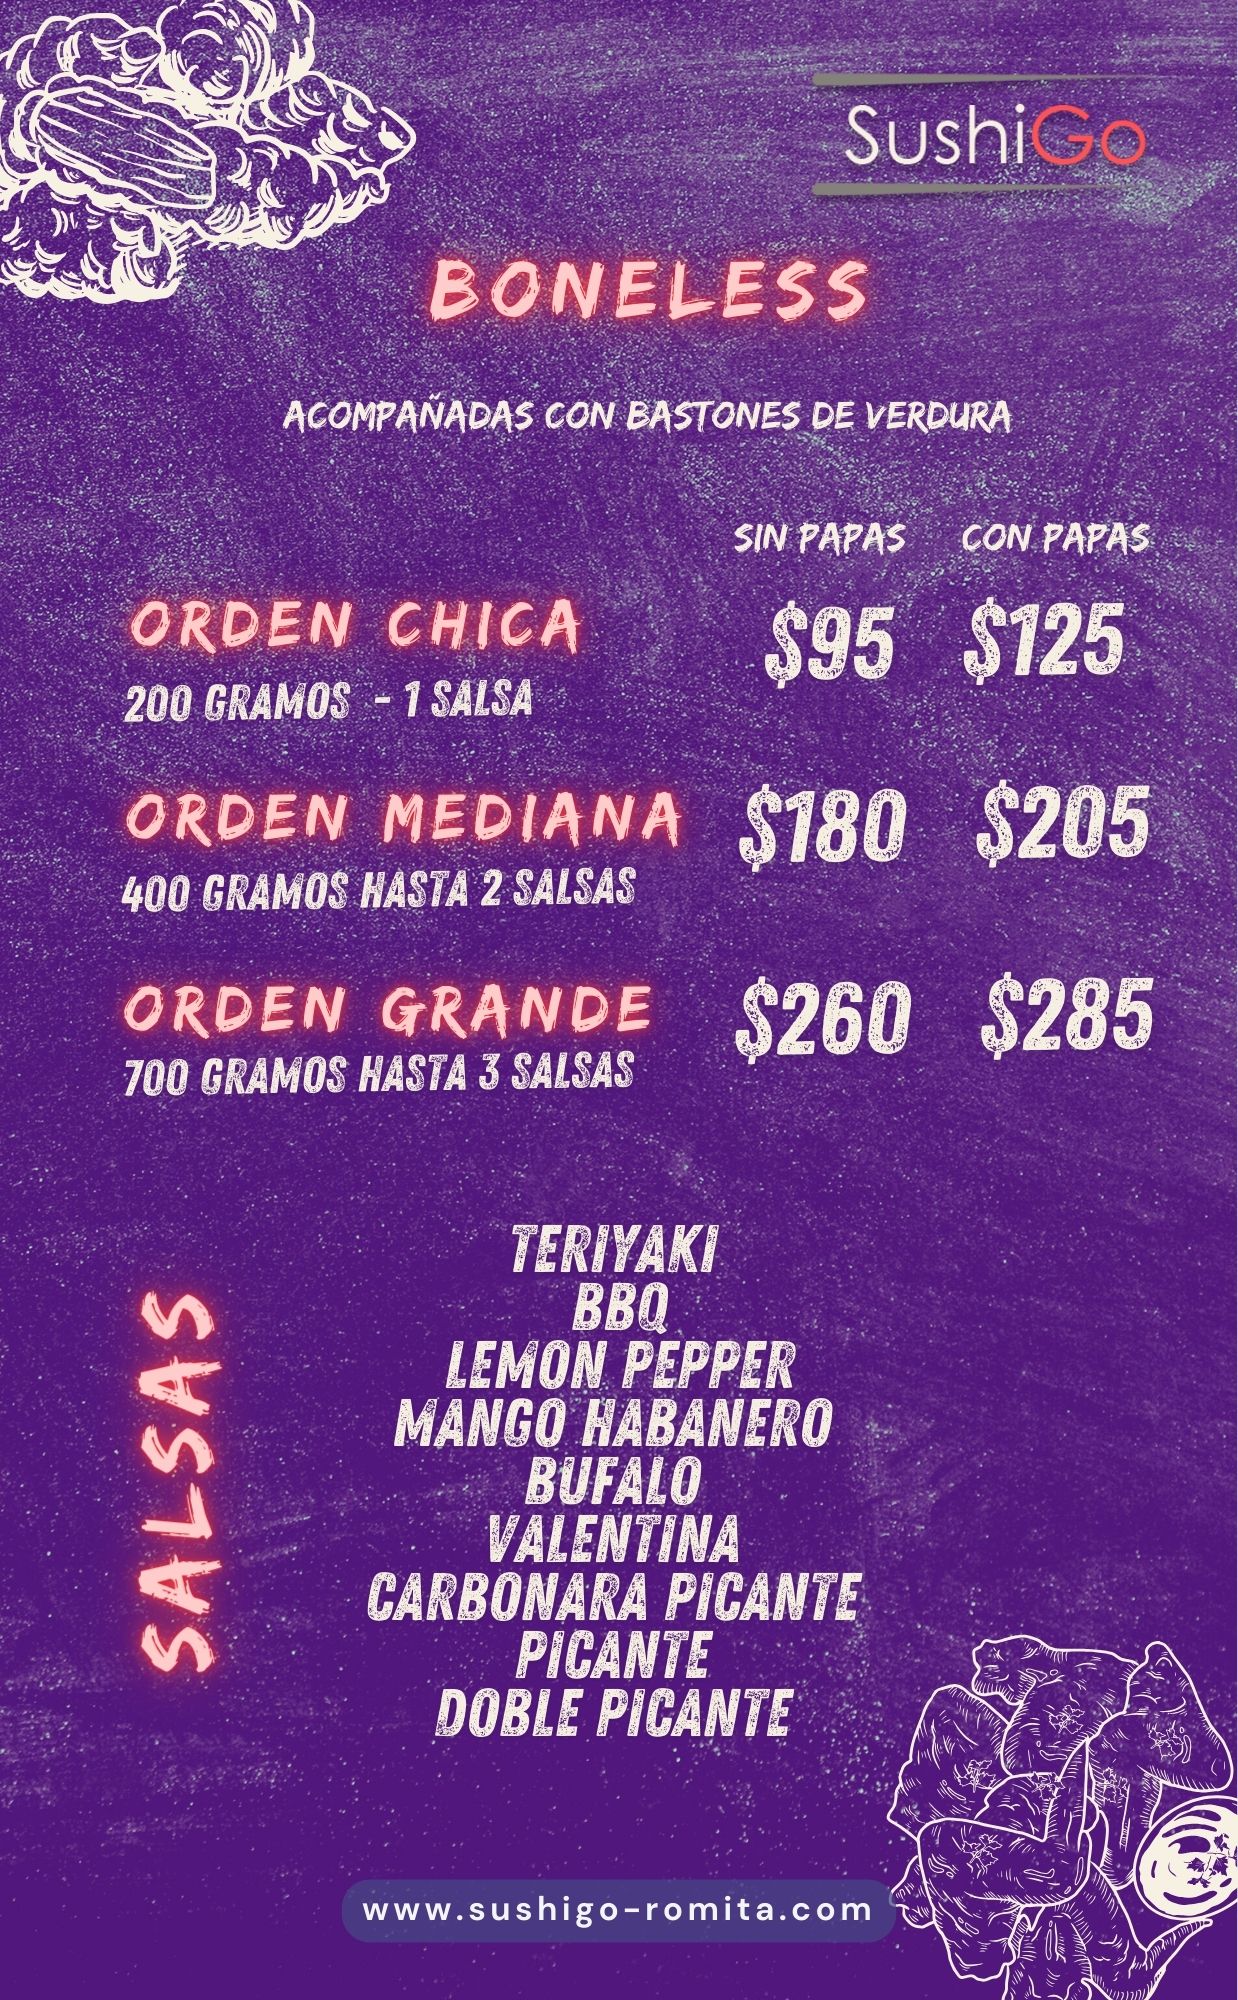 SushiGo
BONELESS
ACOMPAÑADAS CON BASTONES DE VERDURA
SIN PAPAS CON PAPAS
ORDEN CHICA $95 $125
200 GRAMOS - 1 SALSA
ORDEN MEDIANA $180 $205
400 GRAMOS HASTA 2 SALSAS
ORDEN GRANDE $260 $285
700 GRAMOS HASTA 3 SALSAS
SALSAS
TERIYAKI
BBQ
LEMON PEPPER
MANGO HABANERO
BUFALO
VALENTINA
CARBONARA PICANTE
PICANTE
DOBLE PICANTE
www.sushigo-romita.com